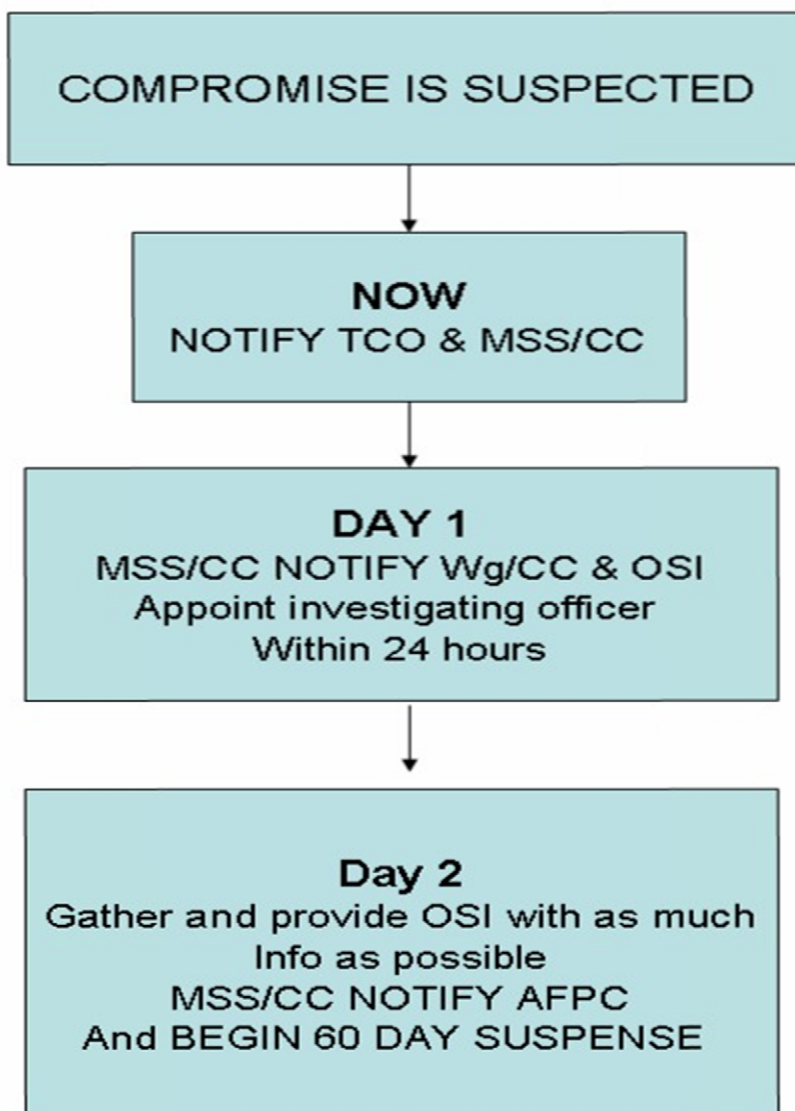 COMPROMISE IS SUSPECTED
NOW
NOTIFY TCO & MSS/CC
DAY 1
MSS/CC NOTIFY Wg/CC & OSI
Appoint investigating officer
Within 24 hours
Day 2
Gather and provide OSI with as much
Info as possible
MSS/CC NOTIFY AFPC
And BEGIN 60 DAY SUSPENSE